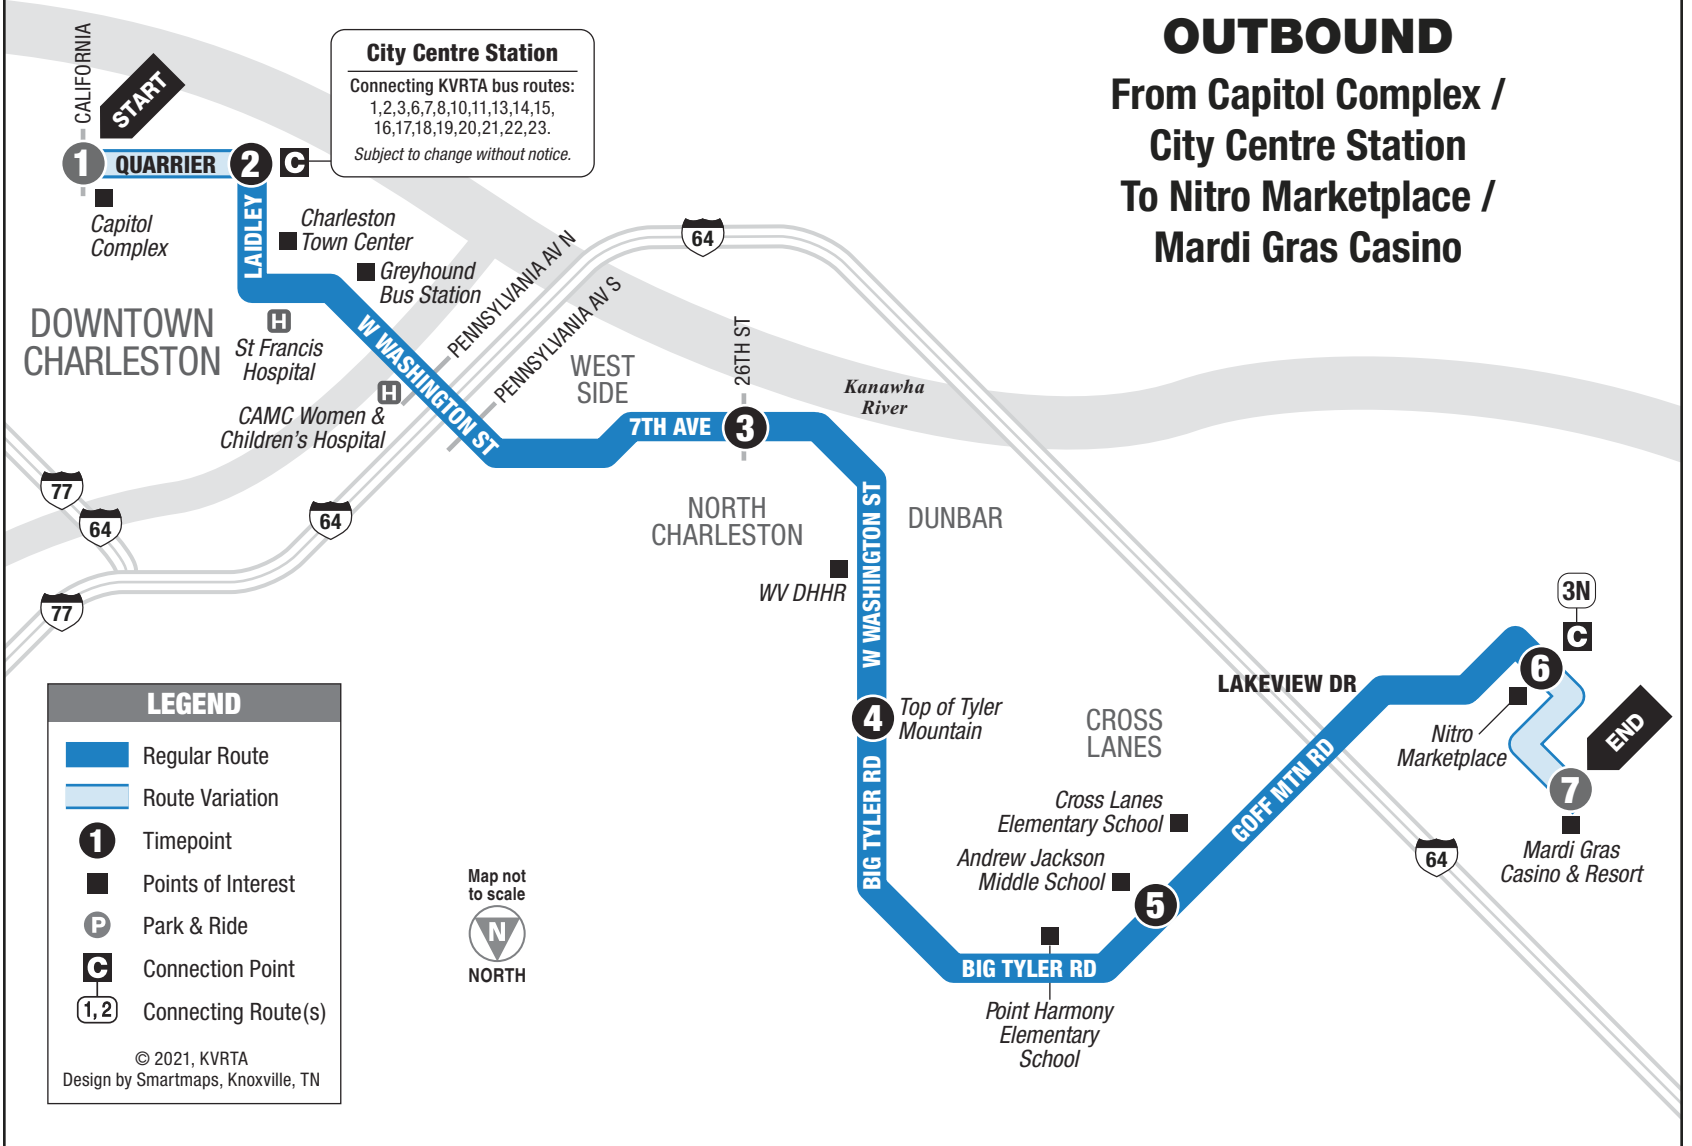 OUTBOUND
From Capitol Complex /
City Centre Station
To Nitro Marketplace /
Mardi Gras Casino
CALIFORNIA
START
City Centre Station
Connecting KVRTA bus routes:
1,2,3,6,7,8,10,11,13,14,15,
16,17,18,19,20,21,22,23.
Subject to change without notice.
1
QUARRIER
2
C
Capitol
Complex
LAIDLEY
Charleston
Town Center
Greyhound
Bus Station
DOWNTOWN
CHARLESTON
H
St Francis
Hospital
W WASHINGTON ST
PENNSYLVANIA AV N
PENNSYLVANIA AV S
64
H
CAMC Women &
Children's Hospital
WEST
SIDE
26TH ST
Kanawha
River
7TH AVE
3
77
64
64
77
NORTH
CHARLESTON
W WASHINGTON ST
DUNBAR
WV DHHR
4
Top of Tyler
Mountain
BIG TYLER RD
CROSS
LANES
Cross Lanes
Elementary School
Andrew Jackson
Middle School
5
BIG TYLER RD
Point Harmony
Elementary
School
GOFF MTN RD
LAKEVIEW DR
64
3N
C
6
Nitro
Marketplace
END
7
Mardi Gras
Casino & Resort
LEGEND
Regular Route
Route Variation
1
Timepoint
Points of Interest
P
Park & Ride
C
Connection Point
1, 2
Connecting Route(s)
© 2021, KVRTA
Design by Smartmaps, Knoxville, TN
Map not
to scale
N
NORTH